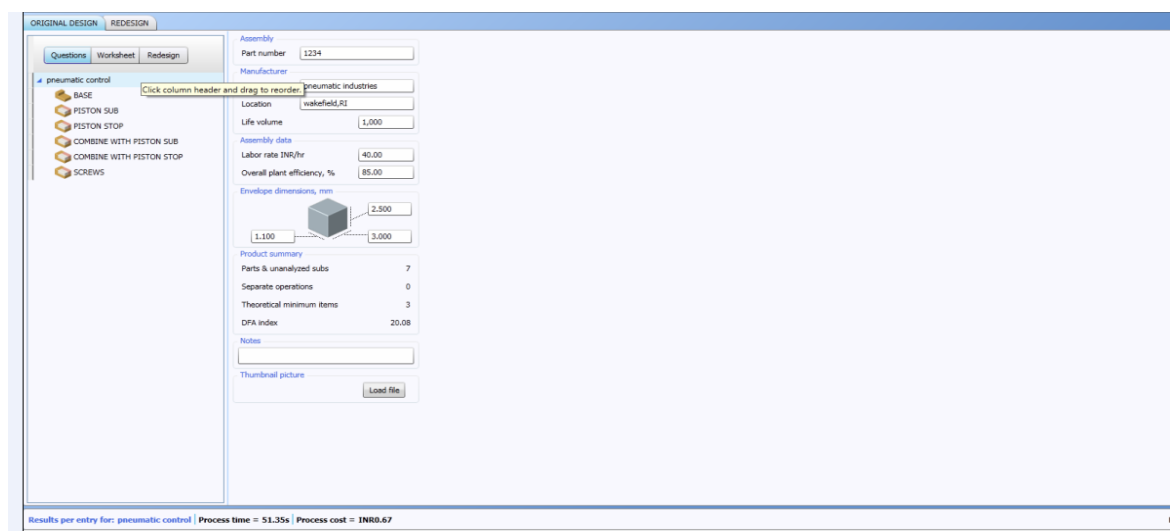 ORIGINAL DESIGN REDESIGN
Questions Worksheet Redesign
pneumatic control
Click column header and drag to reorder.
BASE
PISTON SUB
PISTON STOP
COMBINE WITH PISTON SUB
COMBINE WITH PISTON STOP
SCREWS
Assembly
Part number 1234
Manufacturer
pneumatic industries
Location wakefield,RI
Life volume 1,000
Assembly data
Labor rate INR/hr 40.00
Overall plant efficiency, % 85.00
Envelope dimensions, mm
2.500
1.100 3.000
Product summary
Parts & unanalyzed subs 7
Separate operations 0
Theoretical minimum items 3
DFA index 20.08
Notes
Thumbnail picture
Load file
Results per entry for: pneumatic control Process time = 51.35s Process cost = INR0.67